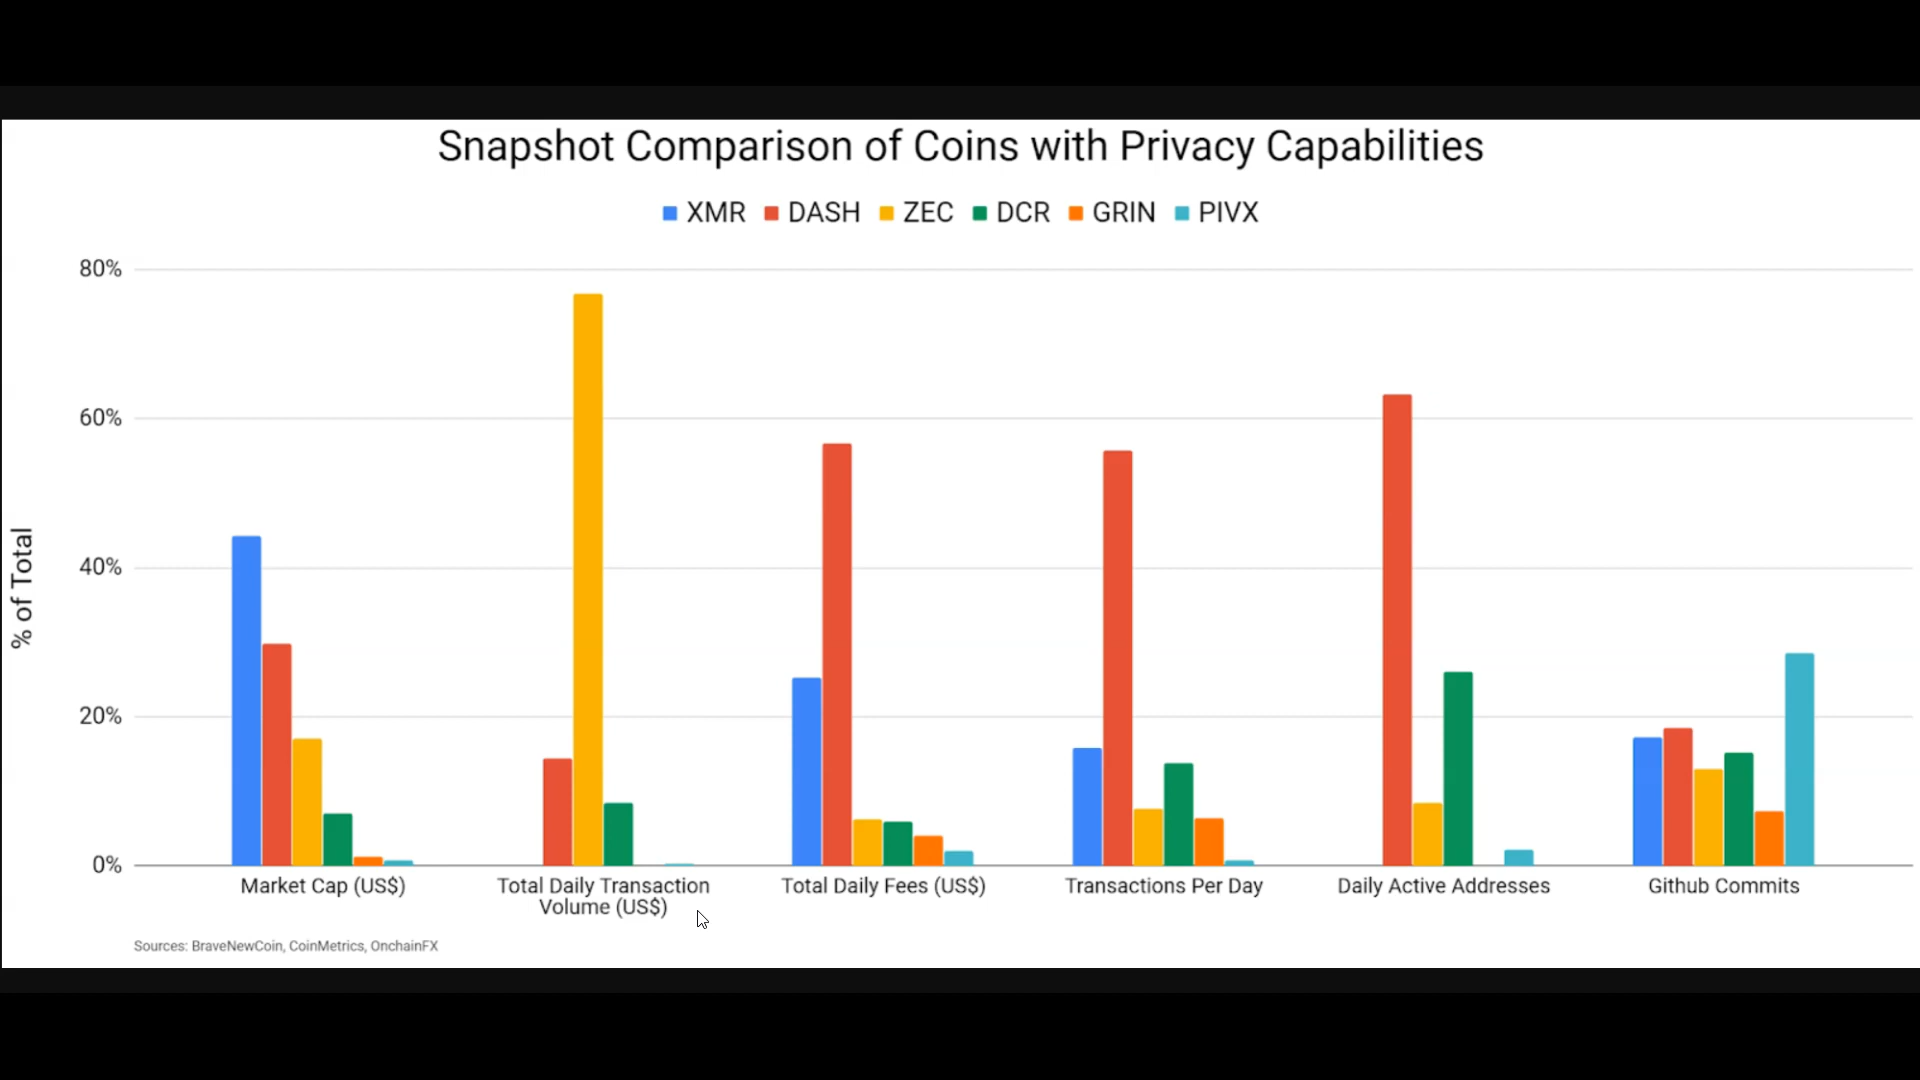 Snapshot Comparison of Coins with Privacy Capabilities
XMR DASH ZEC DCR GRIN PIVX
80%
60%
40%
20%
0%
% of Total
Market Cap (US$)
Total Daily Transaction
Volume (US$)
Total Daily Fees (US$)
Transactions Per Day
Daily Active Addresses
Github Commits
Sources: BraveNewCoin, CoinMetrics, OnchainFX